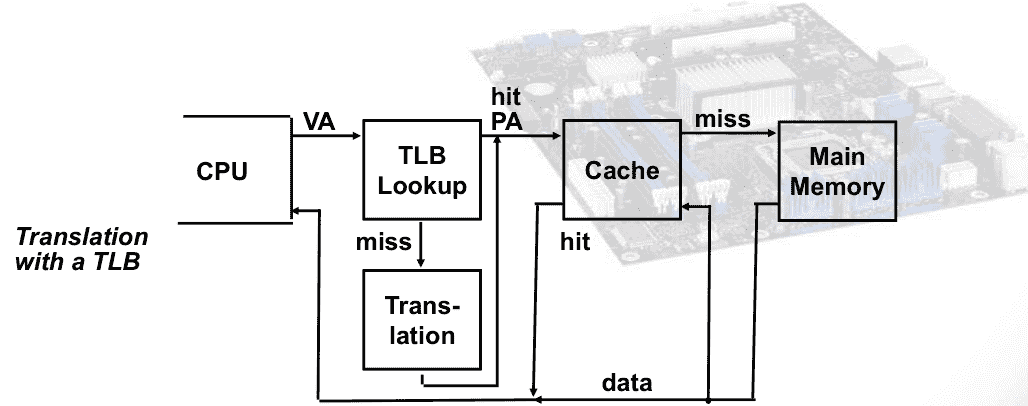 hit
VA
PA
miss
CPU
TLB
Lookup
Cache
Main
Memory
Translation
with a TLB
miss
hit
Trans-
lation
data